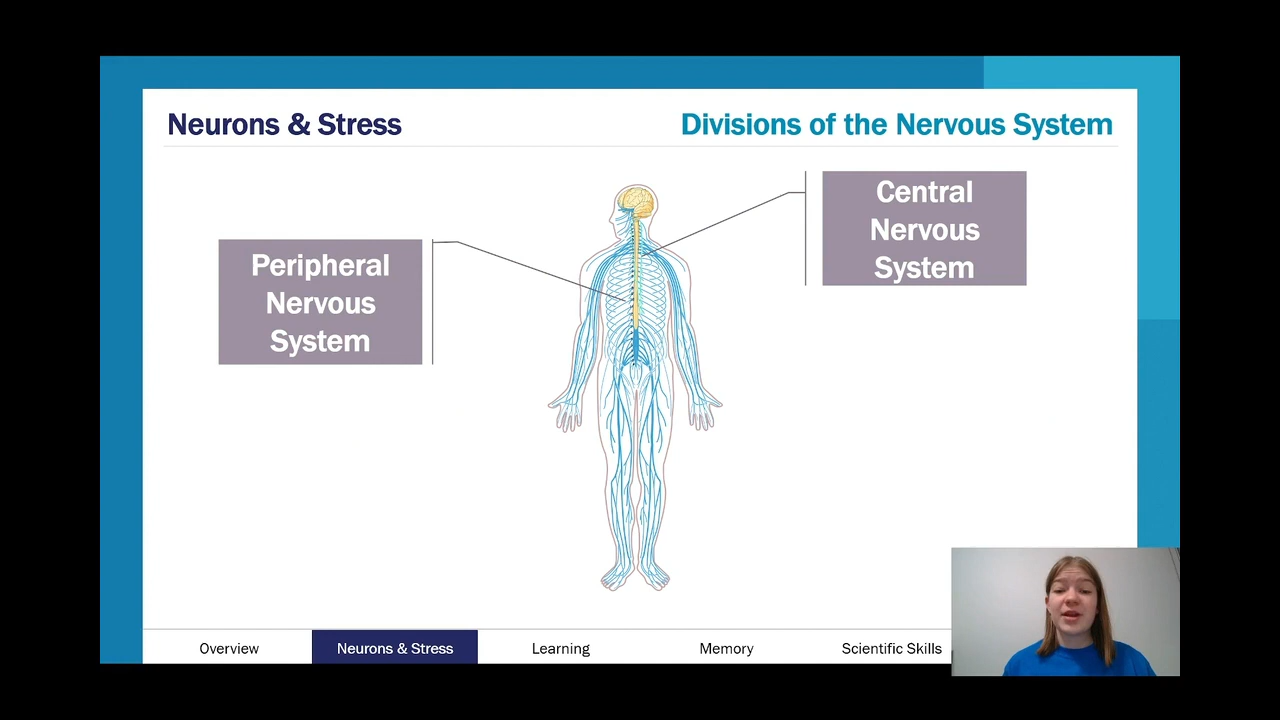 Neurons & Stress
Divisions of the Nervous System
Peripheral
Nervous
System
Central
Nervous
System
Overview
Neurons & Stress
Learning
Memory
Scientific Skills